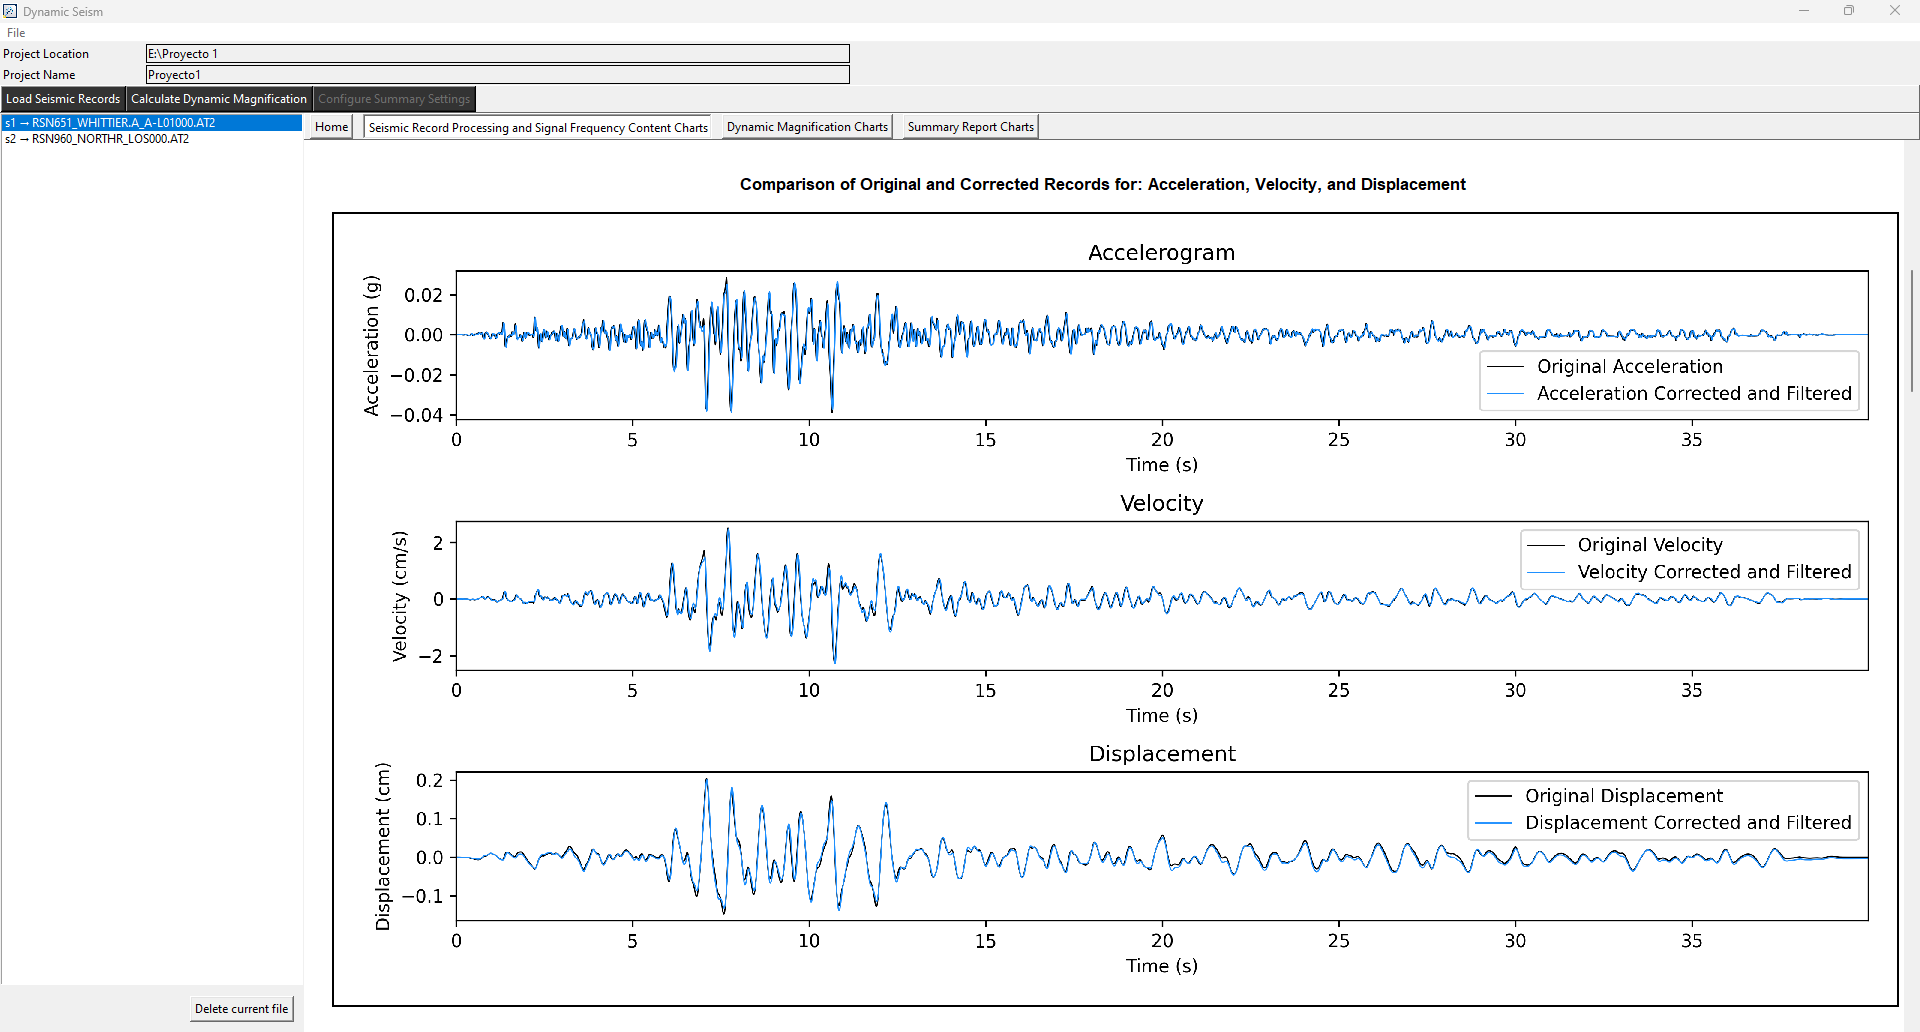 Dynamic Seism
File
Project Location E:\Proyecto 1
Project Name Proyecto1
Load Seismic Records Calculate Dynamic Magnification Configure Summary Settings
s1 → RSN651_WHITTIER.A_A-L01000.AT2
s2 → RSN960_NORTHR_LOS000.AT2
Home Seismic Record Processing and Signal Frequency Content Charts Dynamic Magnification Charts Summary Report Charts
Comparison of Original and Corrected Records for: Acceleration, Velocity, and Displacement
Accelerogram
Acceleration (g)
0.02
0.00
−0.02
−0.04
Original Acceleration
Acceleration Corrected and Filtered
0 5 10 15 20 25 30 35
Time (s)
Velocity
Velocity (cm/s)
2
0
−2
Original Velocity
Velocity Corrected and Filtered
0 5 10 15 20 25 30 35
Time (s)
Displacement
Displacement (cm)
0.2
0.1
0.0
−0.1
Original Displacement
Displacement Corrected and Filtered
0 5 10 15 20 25 30 35
Time (s)
Delete current file